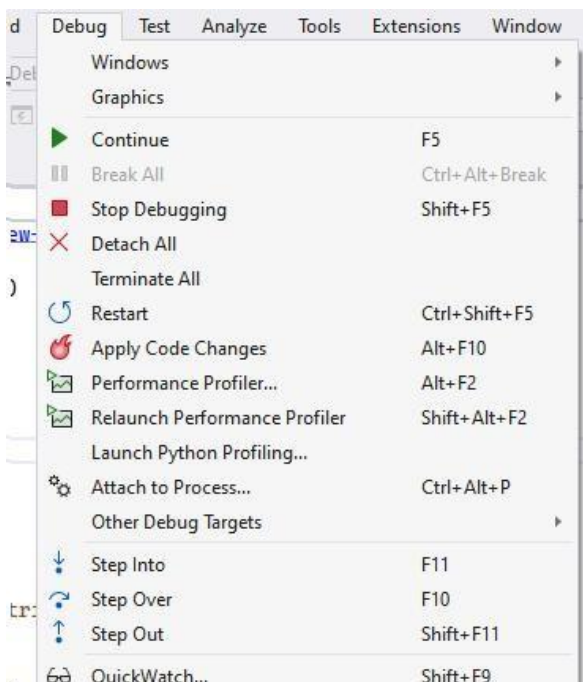 d Debug Test Analyze Tools Extensions Window
Windows
Graphics
Continue F5
Break All Ctrl+Alt+Break
Stop Debugging Shift+F5
Detach All
Terminate All
Restart Ctrl+Shift+F5
Apply Code Changes Alt+F10
Performance Profiler... Alt+F2
Relaunch Performance Profiler Shift+Alt+F2
Launch Python Profiling...
Attach to Process... Ctrl+Alt+P
Other Debug Targets
Step Into F11
Step Over F10
Step Out Shift+F11
QuickWatch... Shift+F9